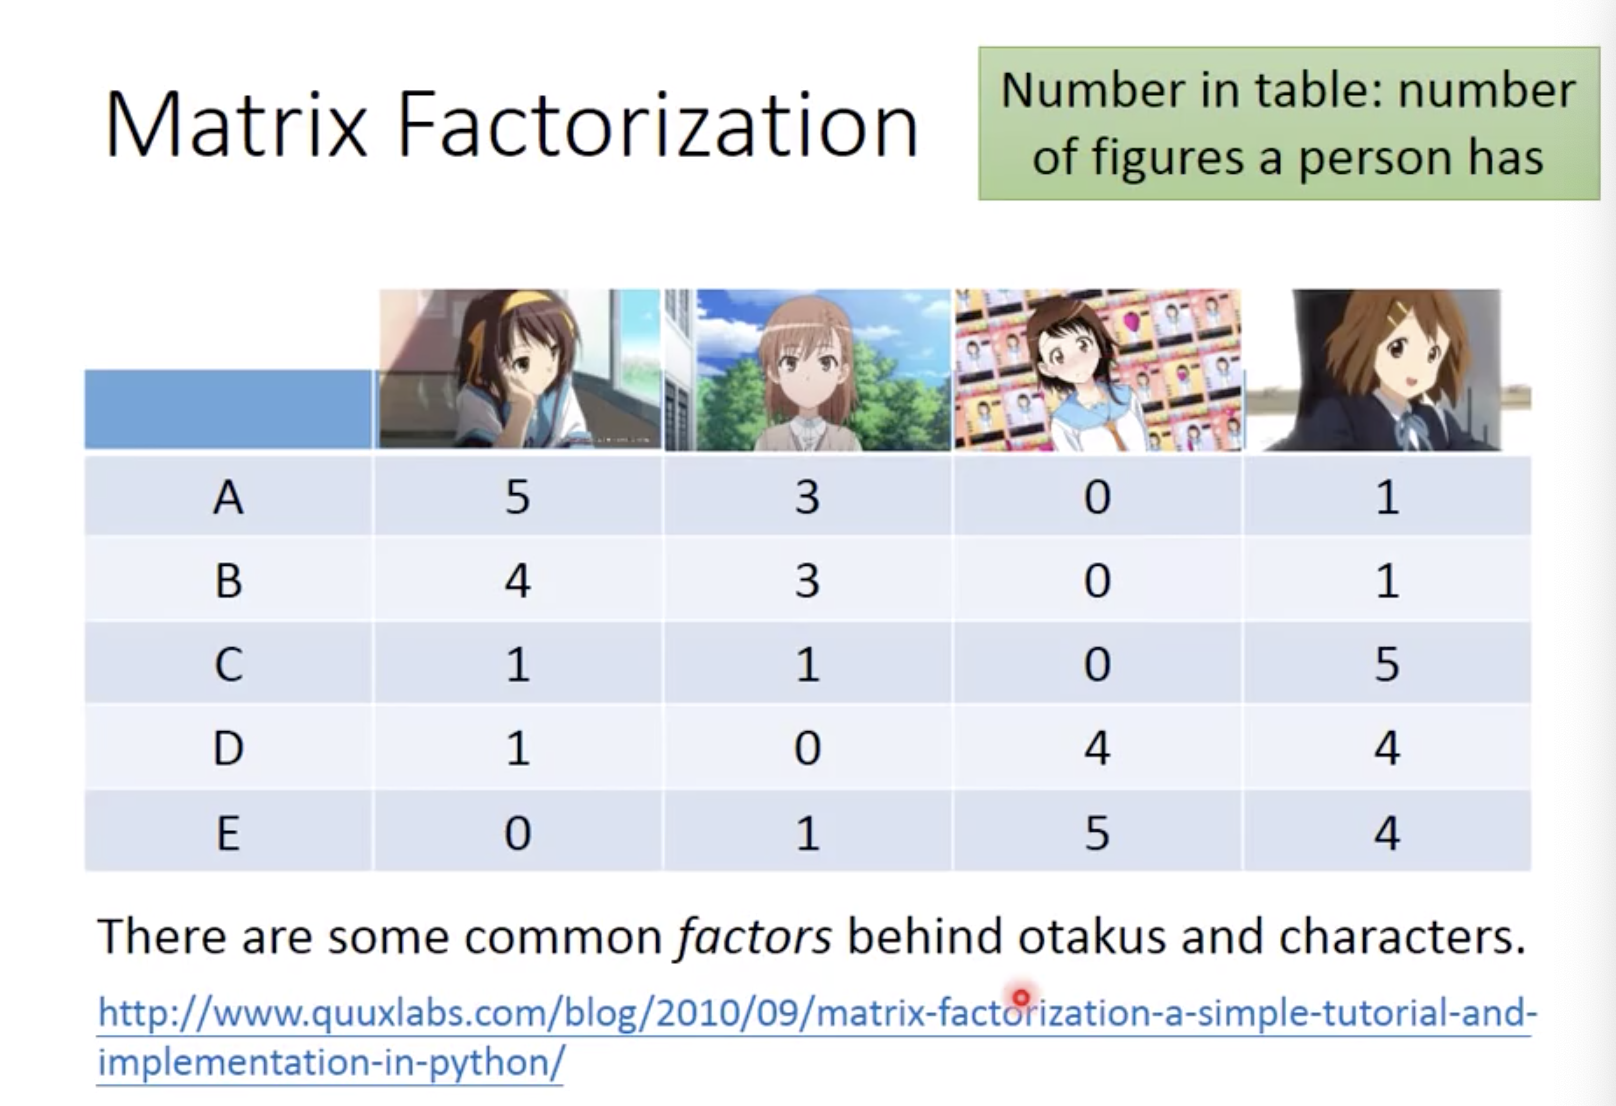 Matrix Factorization
Number in table: number
of figures a person has
A 5 3 0 1
B 4 3 0 1
C 1 1 0 5
D 1 0 4 4
E 0 1 5 4
There are some common factors behind otakus and characters.
http://www.quuxlabs.com/blog/2010/09/matrix-factorization-a-simple-tutorial-and-
implementation-in-python/